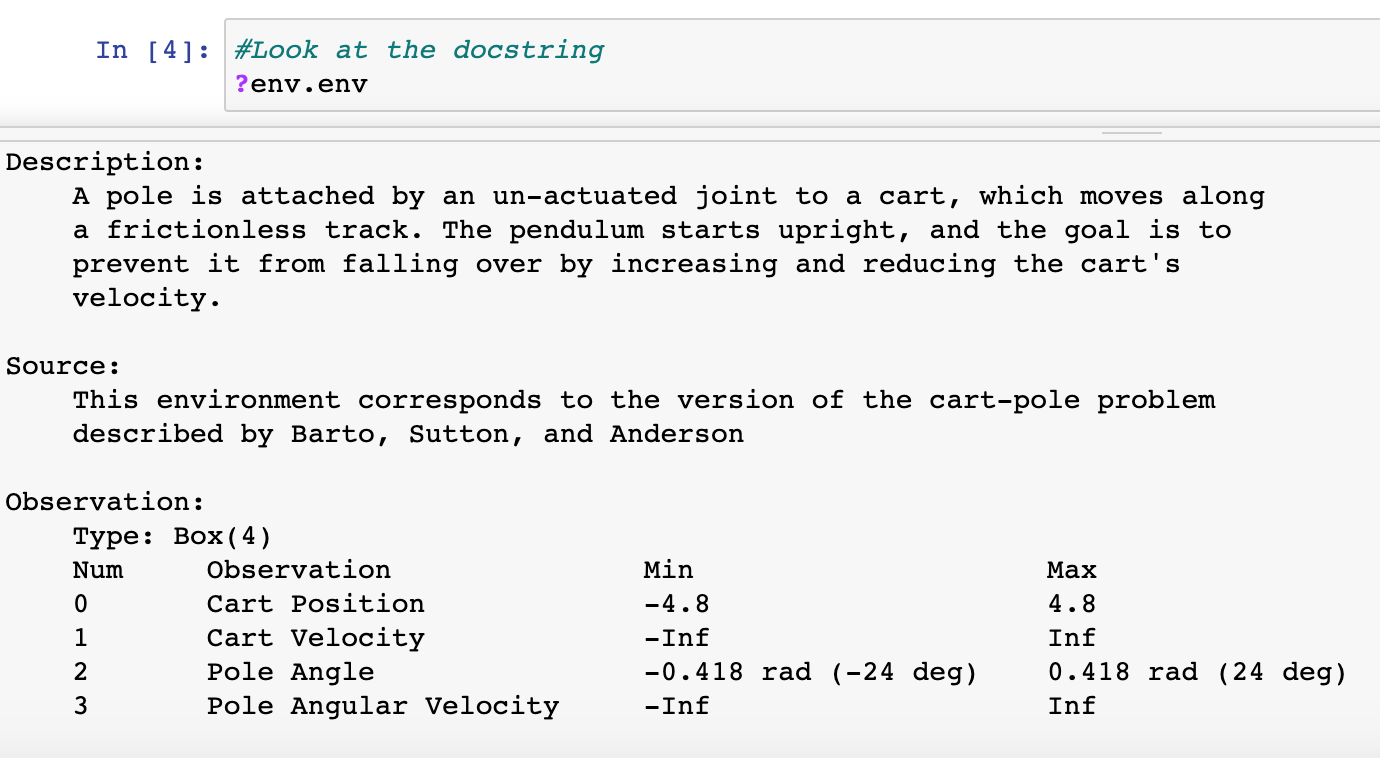 In [4]: #Look at the docstring
?env.env
Description:
A pole is attached by an un-actuated joint to a cart, which moves along
a frictionless track. The pendulum starts upright, and the goal is to
prevent it from falling over by increasing and reducing the cart's
velocity.
Source:
This environment corresponds to the version of the cart-pole problem
described by Barto, Sutton, and Anderson
Observation:
Type: Box(4)
Num Observation Min Max
0 Cart Position -4.8 4.8
1 Cart Velocity -Inf Inf
2 Pole Angle -0.418 rad (-24 deg) 0.418 rad (24 deg)
3 Pole Angular Velocity -Inf Inf